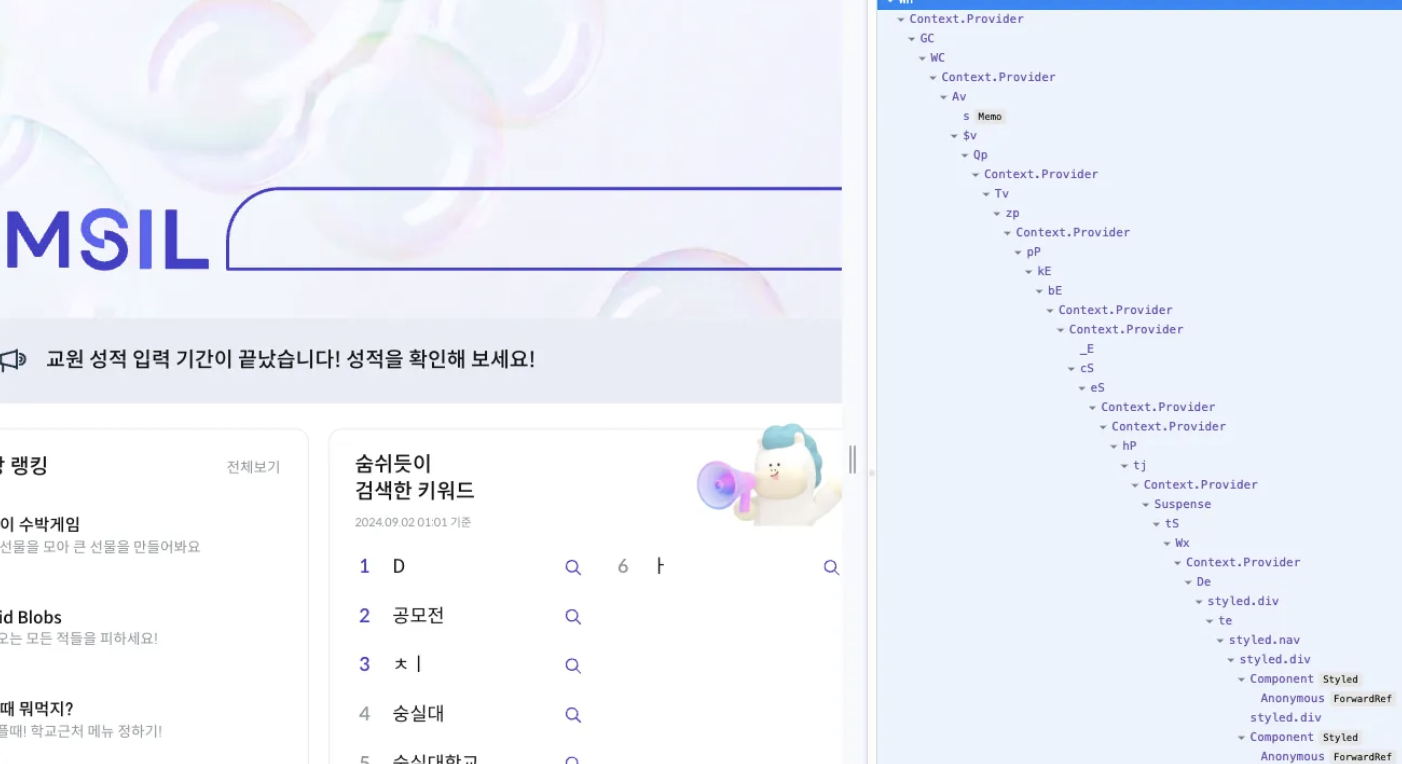 MSIL
교원 성적 입력 기간이 끝났습니다! 성적을 확인해 보세요!
랭킹
전체보기
이 수박게임
선물을 모아 큰 선물을 만들어봐요
id Blobs
오는 모든 적들을 피하세요!
때 뭐먹지?
플때! 학교근처 메뉴 정하기!
숨쉬듯이
검색한 키워드
2024.09.02 01:01 기준
1 D
2 공모전
3 ㅊㅣ
4 숭실대
5 숭실대학교
6 ㅏ
Context.Provider
GC
WC
Context.Provider
Av
s Memo
$v
Qp
Context.Provider
Tv
zp
Context.Provider
pP
kE
bE
Context.Provider
Context.Provider
_E
cS
eS
Context.Provider
Context.Provider
hP
tj
Context.Provider
Suspense
tS
Wx
Context.Provider
De
styled.div
te
styled.nav
styled.div
Component Styled
Anonymous ForwardRef
styled.div
Component Styled
Anonymous ForwardRef